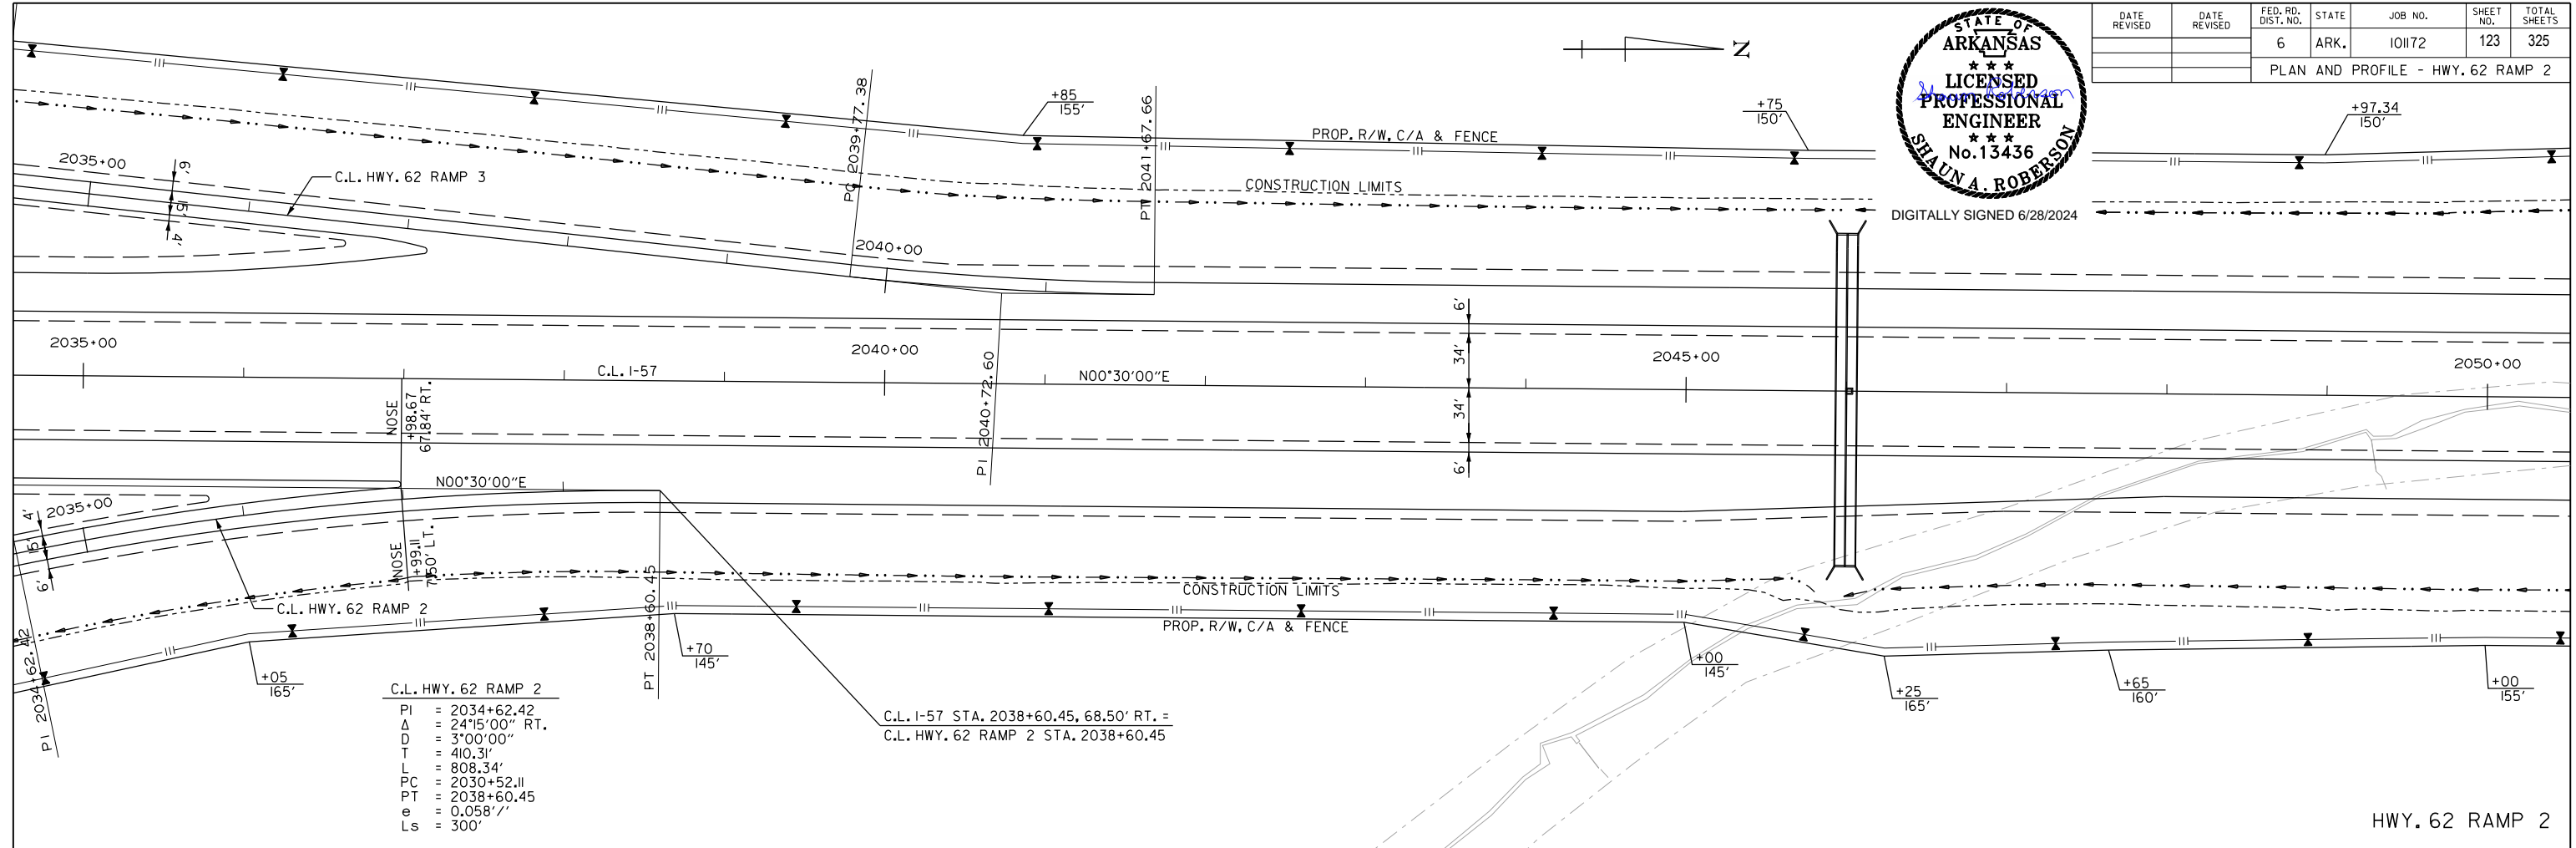 DATE REVISED
DATE REVISED
FED. RD. DIST. NO.
STATE
JOB NO.
SHEET NO.
TOTAL SHEETS
6
ARK.
101172
123
325
PLAN AND PROFILE - HWY. 62 RAMP 2
N
STATE OF
ARKANSAS
★ ★ ★
LICENSED
PROFESSIONAL
ENGINEER
★ ★ ★
No.13436
SHAUN A. ROBERSON
DIGITALLY SIGNED 6/28/2024
+85
155'
PROP. R/W, C/A & FENCE
+75
150'
+97.34
150'
PC 2039+77.38
PT 2041+67.66
CONSTRUCTION LIMITS
2035+00
6'
15'
4'
C.L. HWY. 62 RAMP 3
2040+00
PI 2040+72.60
2035+00
C.L. I-57
2040+00
N00°30'00"E
6'
34'
34'
6'
2045+00
2050+00
NOSE
+98.67
67.84' RT.
N00°30'00"E
NOSE
+99.11
7.50' LT.
4'
15'
6'
2035+00
C.L. HWY. 62 RAMP 2
PI 2034+62.42
PT 2038+60.45
CONSTRUCTION LIMITS
PROP. R/W, C/A & FENCE
+05
165'
+70
145'
+00
145'
+25
165'
+65
160'
+00
155'
C.L. I-57 STA. 2038+60.45, 68.50' RT. =
C.L. HWY. 62 RAMP 2 STA. 2038+60.45
C.L. HWY. 62 RAMP 2
PI = 2034+62.42
Δ = 24°15'00" RT.
D = 3°00'00"
T = 410.31'
L = 808.34'
PC = 2030+52.11
PT = 2038+60.45
e = 0.058'/'
Ls = 300'
HWY. 62 RAMP 2